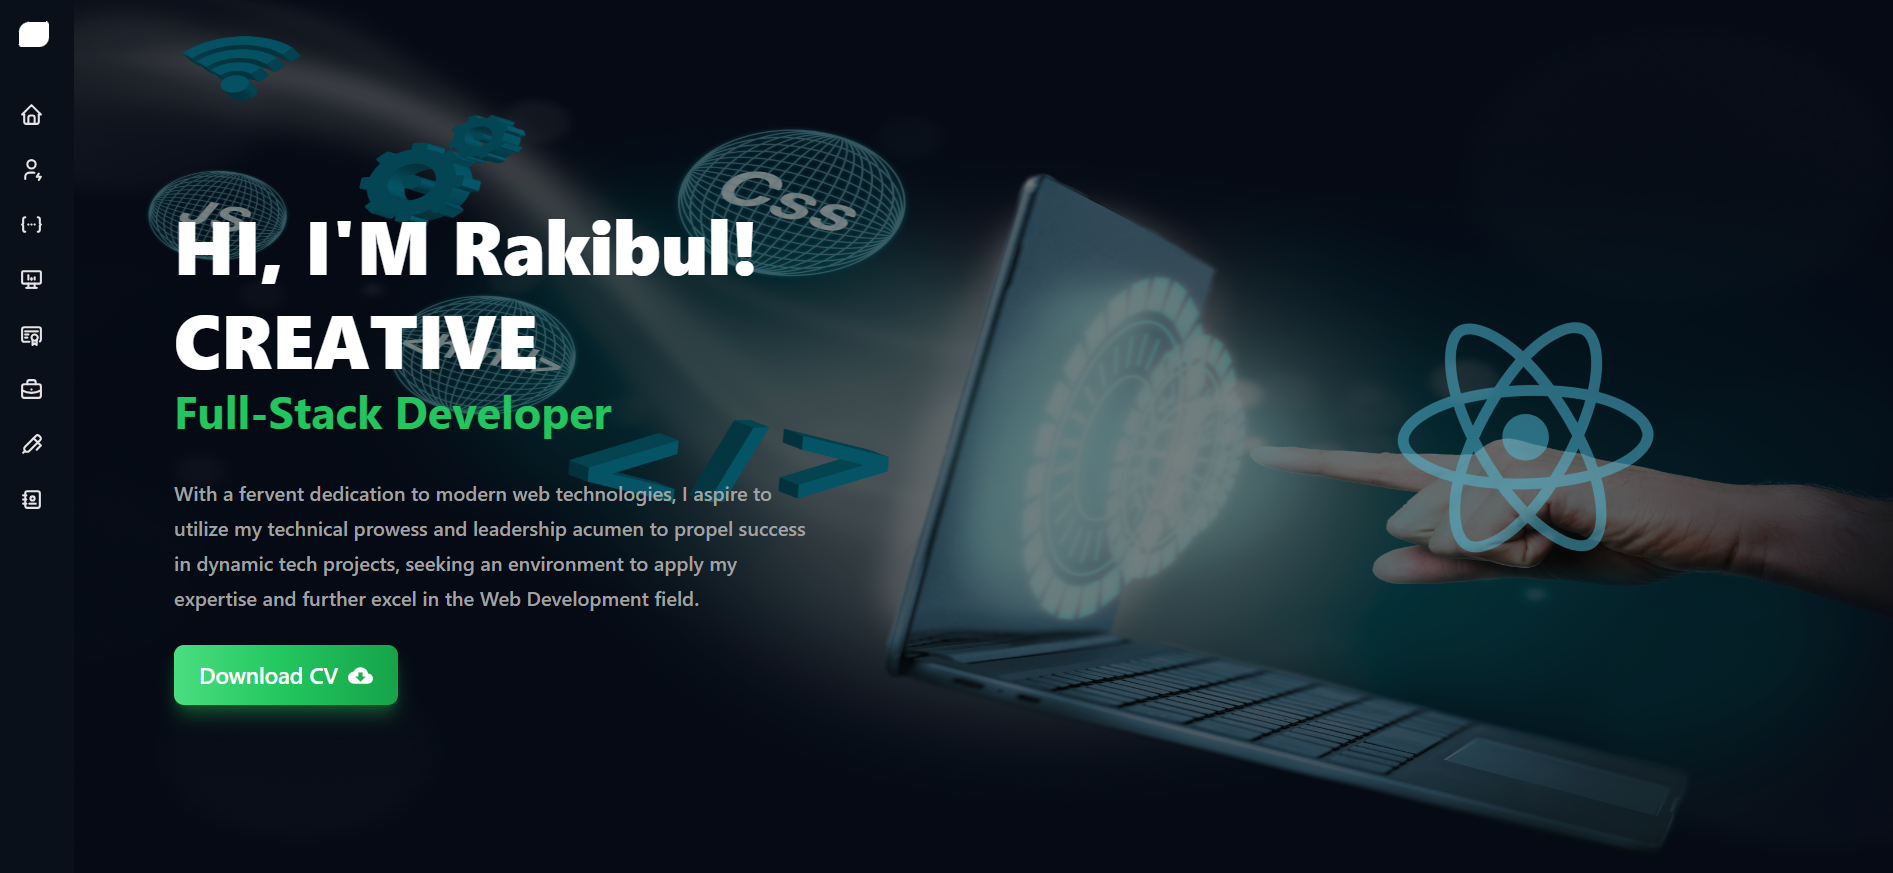 JS
Css
HI, I'M Rakibul!
CREATIVE
<html>
Full-Stack Developer
</>
With a fervent dedication to modern web technologies, I aspire to
utilize my technical prowess and leadership acumen to propel success
in dynamic tech projects, seeking an environment to apply my
expertise and further excel in the Web Development field.
Download CV